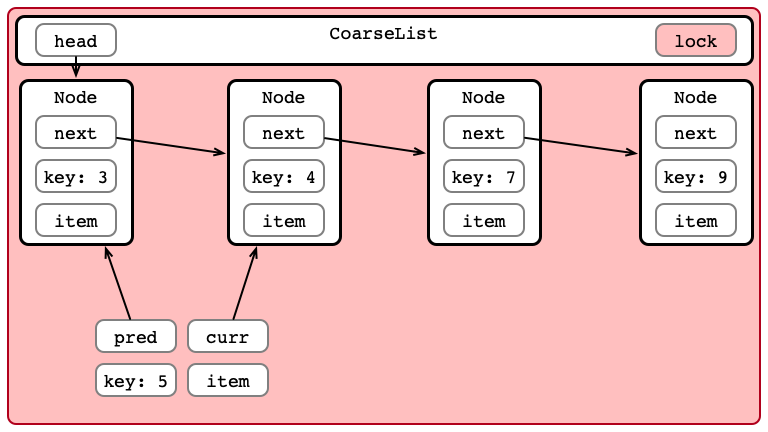 CoarseList
head
lock
Node
next
key: 3
item
Node
next
key: 4
item
Node
next
key: 7
item
Node
next
key: 9
item
pred
curr
key: 5
item